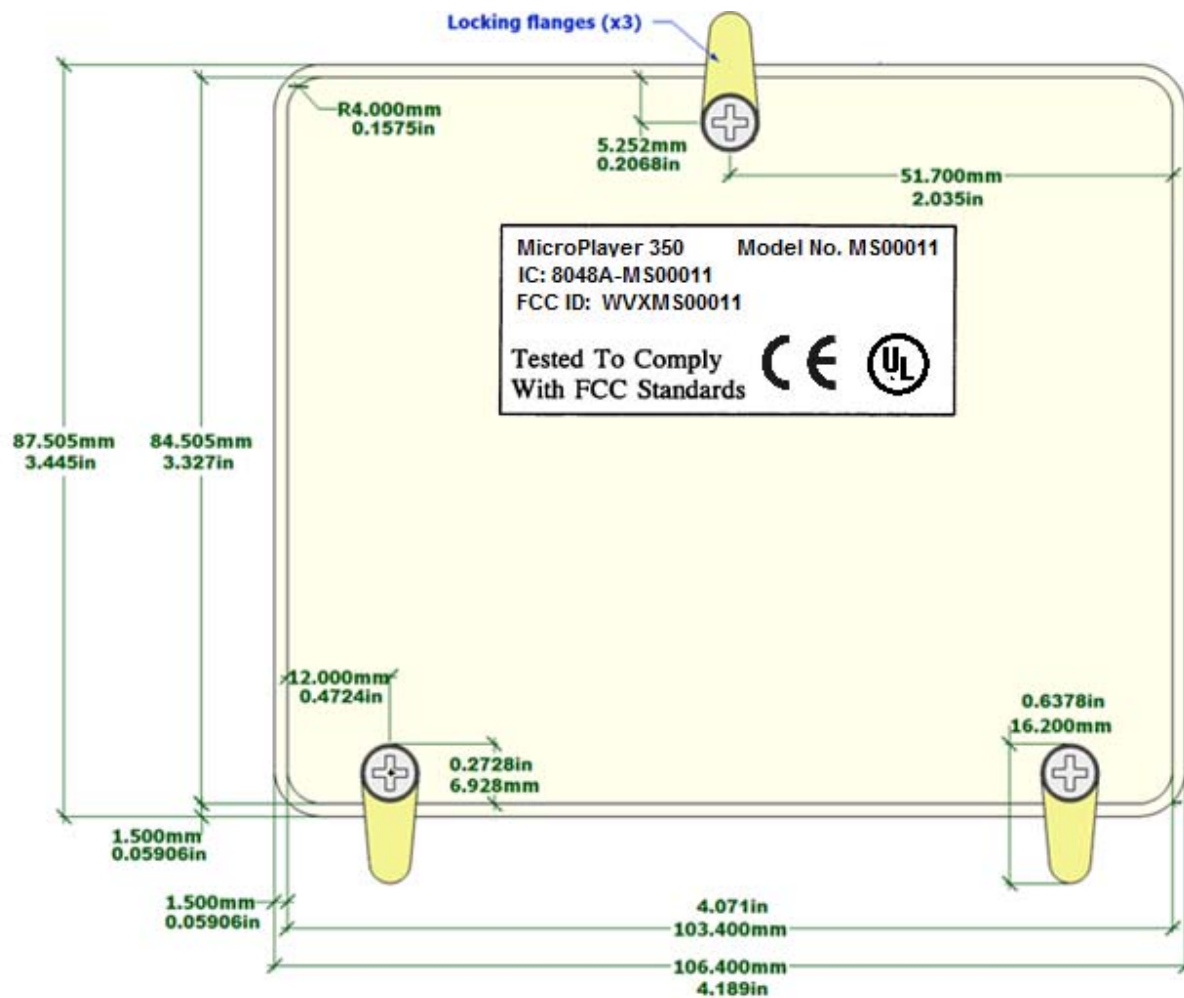 Locking flanges (x3)
R4.000mm
0.1575in
5.252mm
0.2068in
51.700mm
2.035in
MicroPlayer 350 Model No. MS00011
IC: 8048A-MS00011
FCC ID: WVXMS00011
Tested To Comply
With FCC Standards
CE UL
87.505mm
3.445in
84.505mm
3.327in
12.000mm
0.4724in
0.6378in
16.200mm
0.2728in
6.928mm
1.500mm
0.05906in
1.500mm
0.05906in
4.071in
103.400mm
106.400mm
4.189in